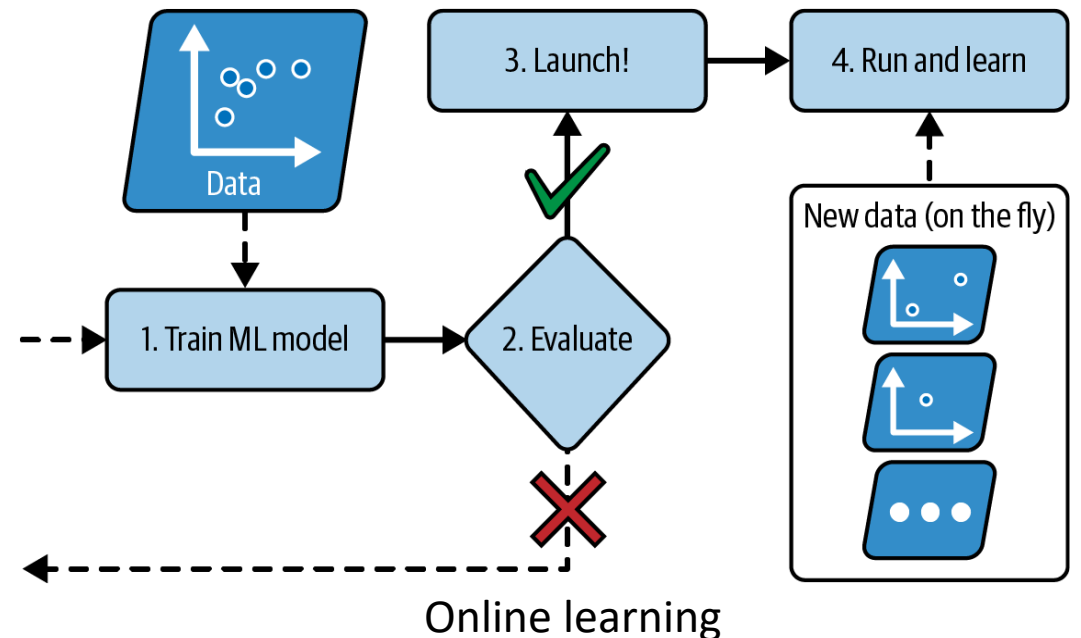 Data
1. Train ML model
2. Evaluate
3. Launch!
4. Run and learn
New data (on the fly)
Online learning